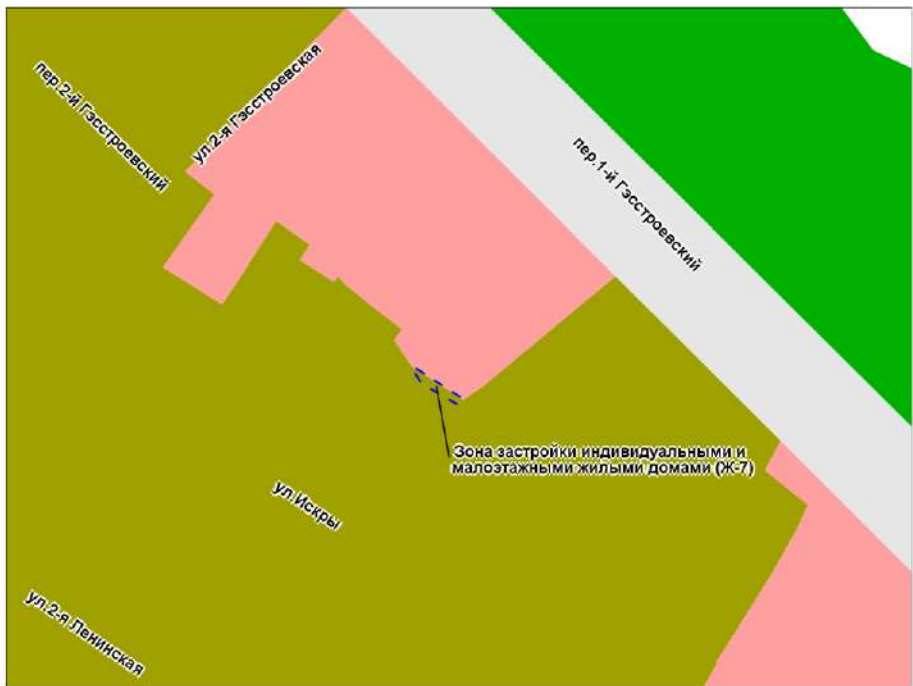 пер.2-й Гэсстроевский
ул.2-я Гэсстроевская
пер.1-й Гэсстроевский
Зона застройки индивидуальными и
малоэтажными жилыми домами (Ж-7)
ул.Искры
ул.2-я Ленинская